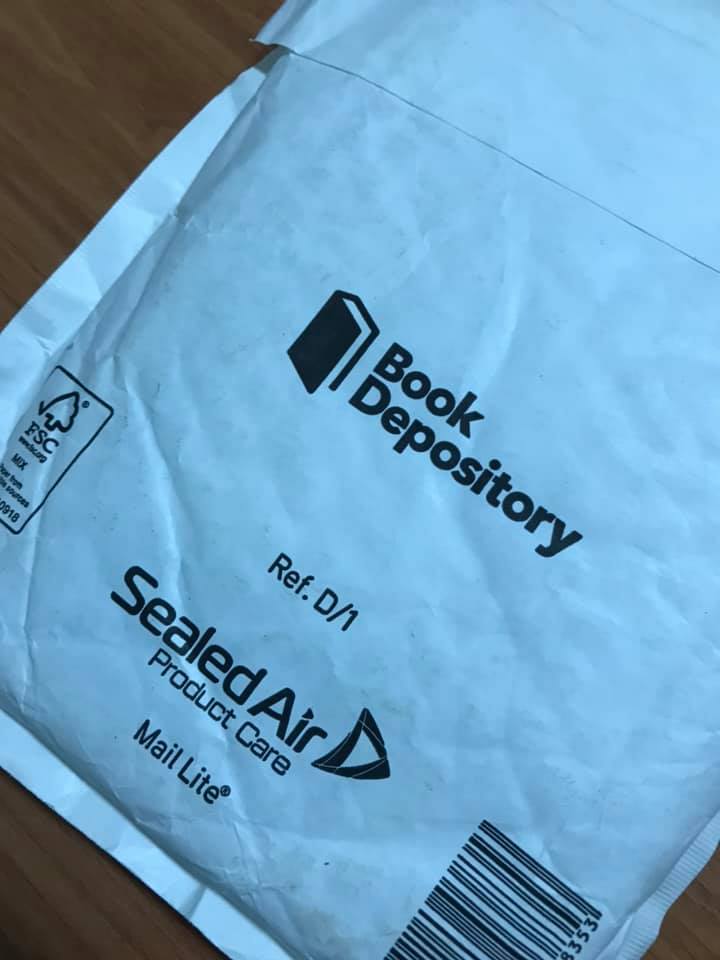 Book
Depository
FSC
MIX
Ref. D/1
Sealed Air
Product Care
Mail Lite®